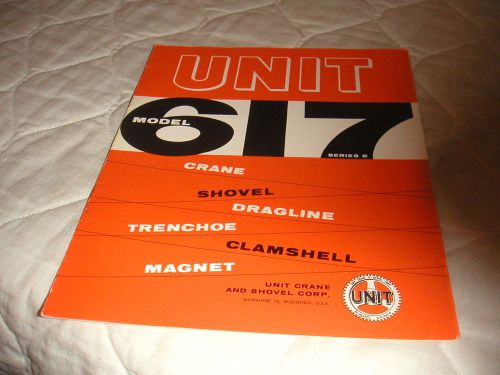 UNIT
MODEL
617
SERIES B
CRANE
SHOVEL
DRAGLINE
TRENCHOE
CLAMSHELL
MAGNET
UNIT CRANE
AND SHOVEL CORP.
MILWAUKEE 14, WISCONSIN, U.S.A.
UNIT